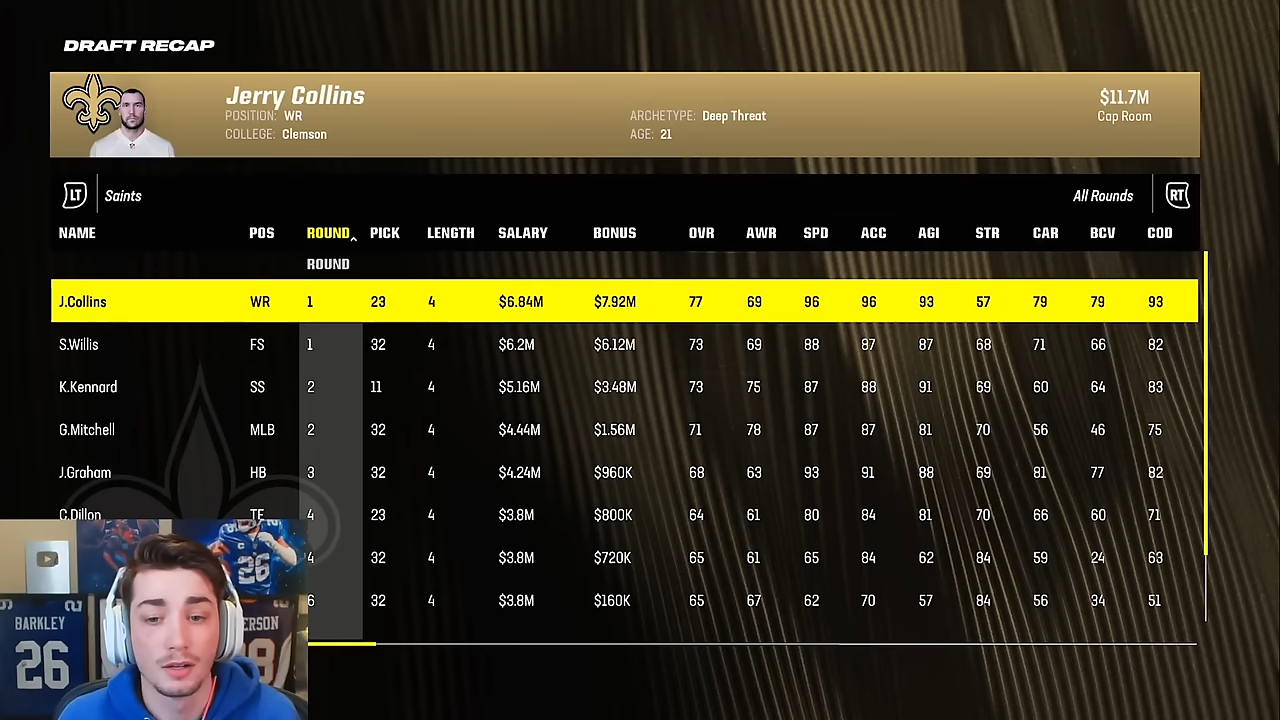 DRAFT RECAP
Jerry Collins
POSITION: WR
COLLEGE: Clemson
ARCHETYPE: Deep Threat
AGE: 21
$11.7M
Cap Room
LT Saints All Rounds RT
NAME POS ROUND PICK LENGTH SALARY BONUS OVR AWR SPD ACC AGI STR CAR BCV COD
ROUND
J.Collins WR 1 23 4 $6.84M $7.92M 77 69 96 96 93 57 79 79 93
S.Willis FS 1 32 4 $6.2M $6.12M 73 69 88 87 87 68 71 66 82
K.Kennard SS 2 11 4 $5.16M $3.48M 73 75 87 88 91 69 60 64 83
G.Mitchell MLB 2 32 4 $4.44M $1.56M 71 78 87 87 81 70 56 46 75
J.Graham HB 3 32 4 $4.24M $960K 68 63 93 91 88 69 81 77 82
C.Dillon TE 4 23 4 $3.8M $800K 64 61 80 84 81 70 66 60 71
4 32 4 $3.8M $720K 65 61 65 84 62 84 59 24 63
6 32 4 $3.8M $160K 65 67 62 70 57 84 56 34 51
26
BARKLEY
26
ERSON